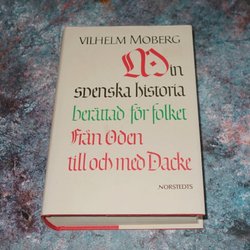 VILHELM MOBERG
Min
svenska historia
berättad för folket
Från Oden
till och med Dacke
NORSTEDTS